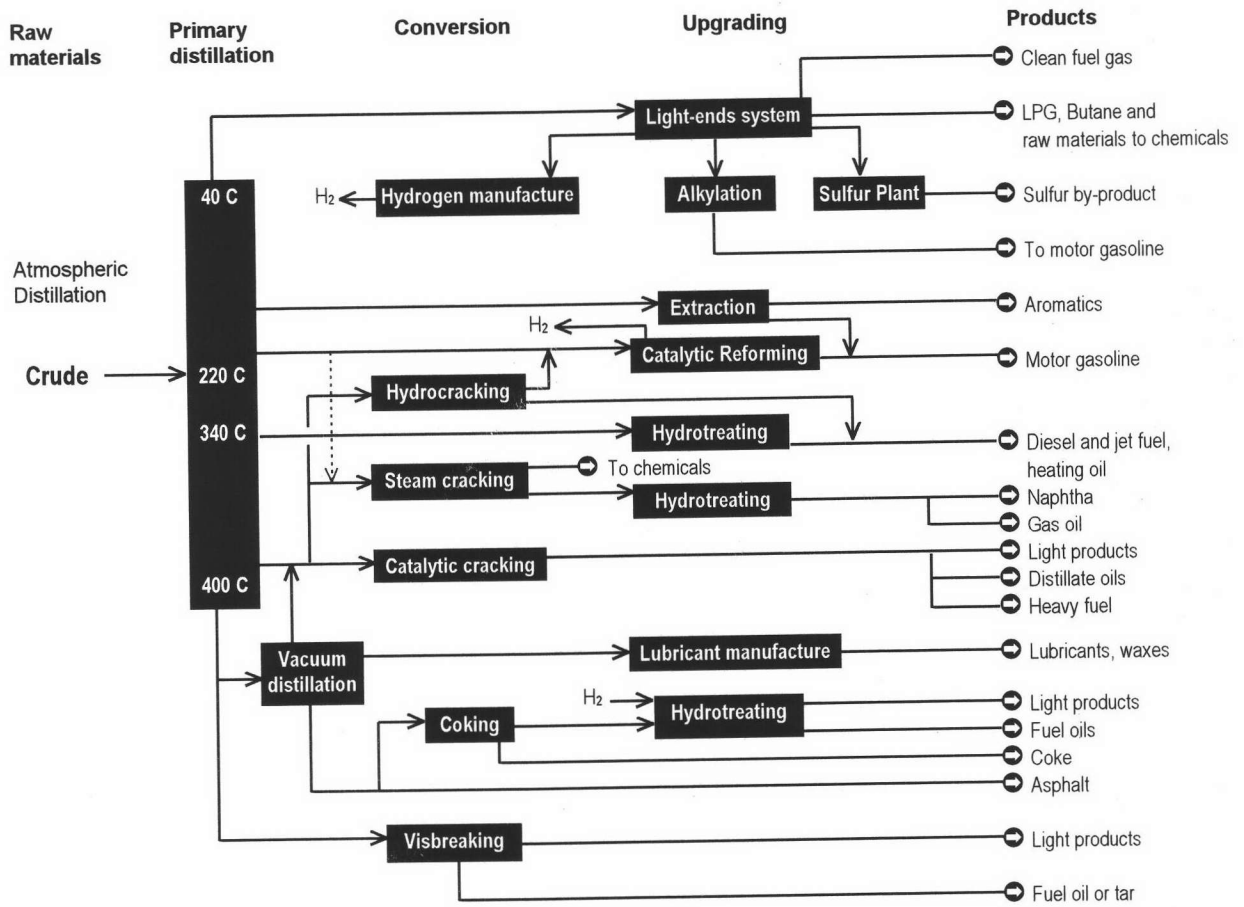 Raw
materials
Primary
distillation
Conversion
Upgrading
Products
Clean fuel gas
Light-ends system
LPG, Butane and
raw materials to chemicals
40 C
H₂
Hydrogen manufacture
Alkylation
Sulfur Plant
Sulfur by-product
To motor gasoline
Atmospheric
Distillation
Extraction
Aromatics
H₂
Catalytic Reforming
Motor gasoline
Crude
220 C
Hydrocracking
340 C
Hydrotreating
Diesel and jet fuel,
heating oil
Steam cracking
To chemicals
Hydrotreating
Naphtha
Gas oil
Catalytic cracking
Light products
400 C
Distillate oils
Heavy fuel
Vacuum
distillation
Lubricant manufacture
Lubricants, waxes
H₂
Hydrotreating
Light products
Coking
Fuel oils
Coke
Asphalt
Visbreaking
Light products
Fuel oil or tar